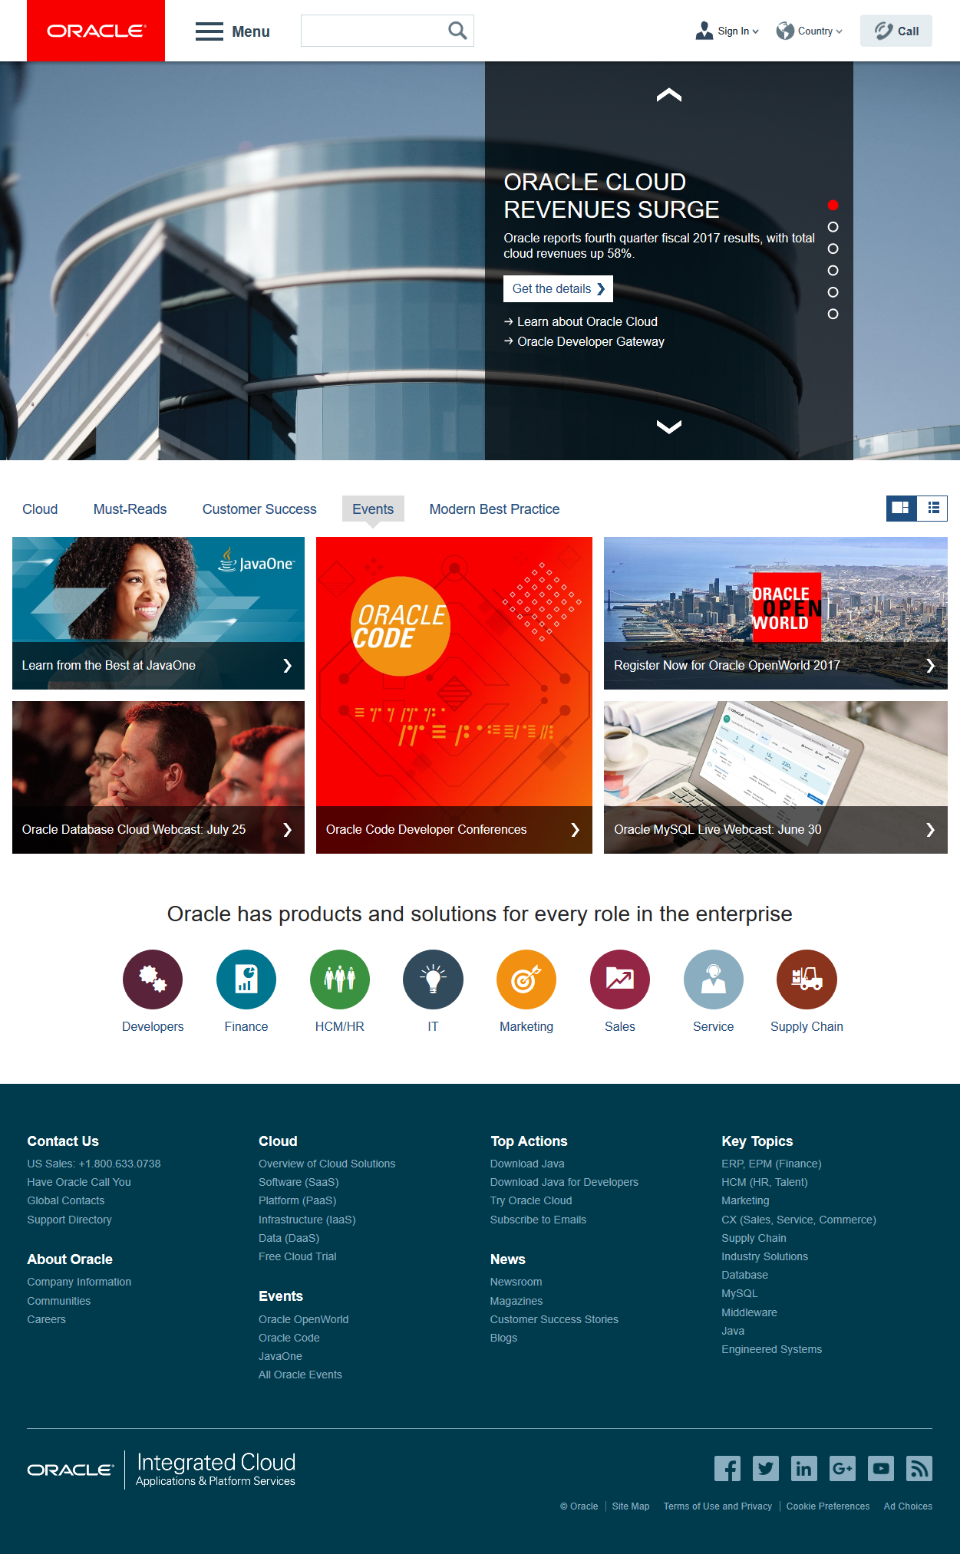 ORACLE
Menu
Sign In
Country
Call
ORACLE CLOUD
REVENUES SURGE
Oracle reports fourth quarter fiscal 2017 results, with total
cloud revenues up 58%.
Get the details
Learn about Oracle Cloud
Oracle Developer Gateway
Cloud
Must-Reads
Customer Success
Events
Modern Best Practice
JavaOne
Learn from the Best at JavaOne
ORACLE
CODE
Oracle Code Developer Conferences
ORACLE
OPEN
WORLD
Register Now for Oracle OpenWorld 2017
Oracle Database Cloud Webcast: July 25
Oracle MySQL Live Webcast: June 30
Oracle has products and solutions for every role in the enterprise
Developers
Finance
HCM/HR
IT
Marketing
Sales
Service
Supply Chain
Contact Us
US Sales: +1.800.633.0738
Have Oracle Call You
Global Contacts
Support Directory
About Oracle
Company Information
Communities
Careers
Cloud
Overview of Cloud Solutions
Software (SaaS)
Platform (PaaS)
Infrastructure (IaaS)
Data (DaaS)
Free Cloud Trial
Events
Oracle OpenWorld
Oracle Code
JavaOne
All Oracle Events
Top Actions
Download Java
Download Java for Developers
Try Oracle Cloud
Subscribe to Emails
News
Newsroom
Magazines
Customer Success Stories
Blogs
Key Topics
ERP, EPM (Finance)
HCM (HR, Talent)
Marketing
CX (Sales, Service, Commerce)
Supply Chain
Industry Solutions
Database
MySQL
Middleware
Java
Engineered Systems
ORACLE
Integrated Cloud
Applications & Platform Services
© Oracle
Site Map
Terms of Use and Privacy
Cookie Preferences
Ad Choices